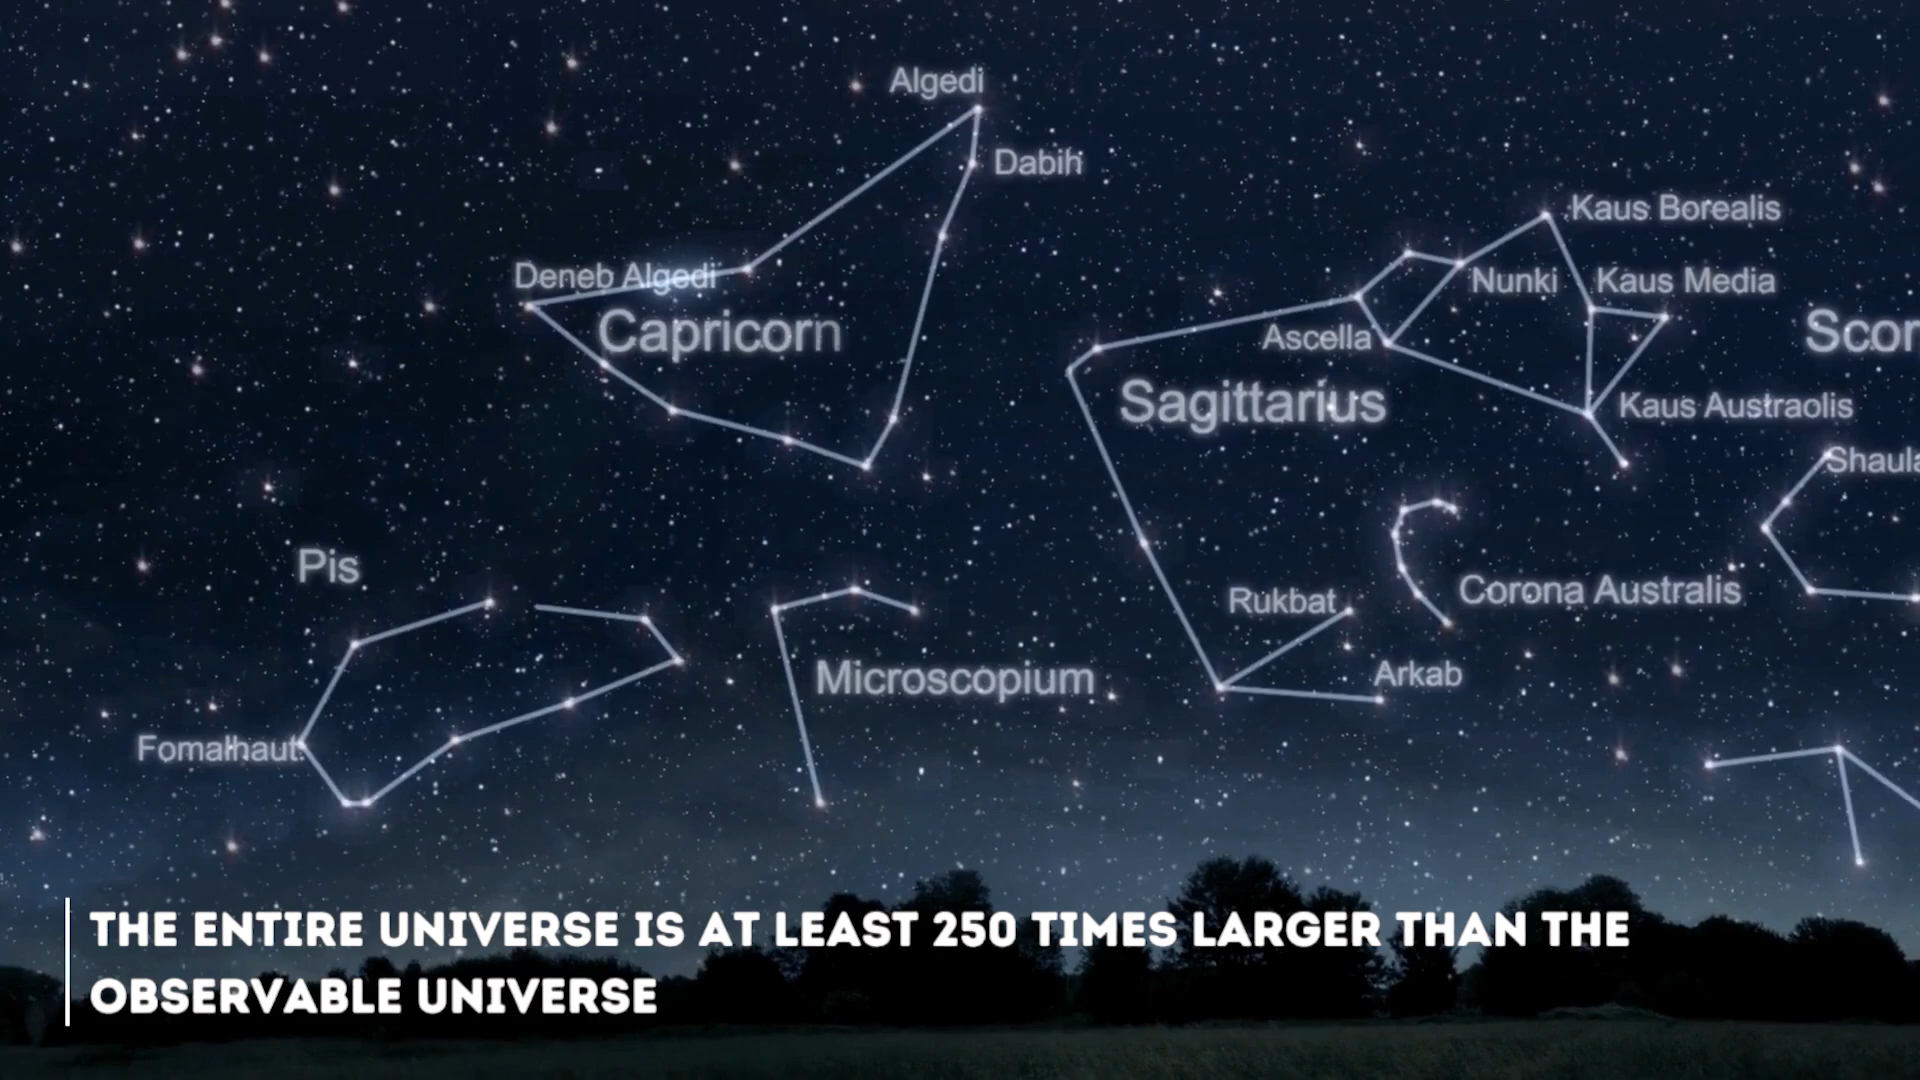 Algedi
Dabih
Kaus Borealis
Deneb Algedi
Nunki
Kaus Media
Capricorn
Ascella
Scor
Sagittarius
Kaus Austraolis
Shaula
Pis
Rukbat
Corona Australis
Microscopium
Arkab
Fomalhaut
THE ENTIRE UNIVERSE IS AT LEAST 250 TIMES LARGER THAN THE
OBSERVABLE UNIVERSE